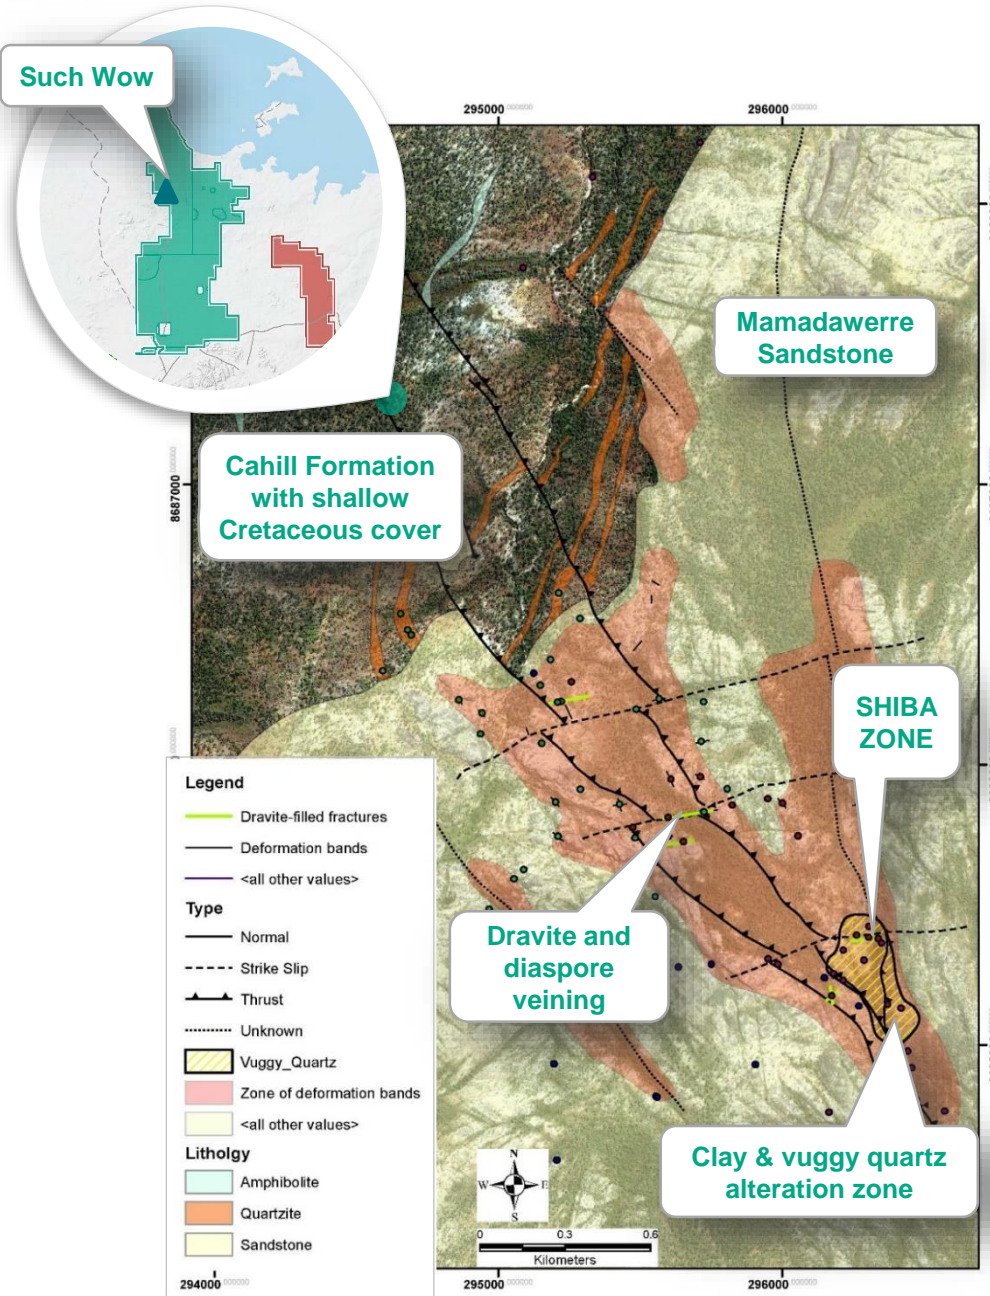 Such Wow
295000
296000
Mamadawerre
Sandstone
Cahill Formation
with shallow
Cretaceous cover
8687000
SHIBA
ZONE
Legend
Dravite-filled fractures
Deformation bands
<all other values>
Type
Normal
Strike Slip
Thrust
Unknown
Vuggy_Quartz
Zone of deformation bands
<all other values>
Litholgy
Amphibolite
Quartzite
Sandstone
Dravite and
diaspore
veining
Clay & vuggy quartz
alteration zone
N
W E
S
0 0.3 0.6
Kilometers
294000
295000
296000